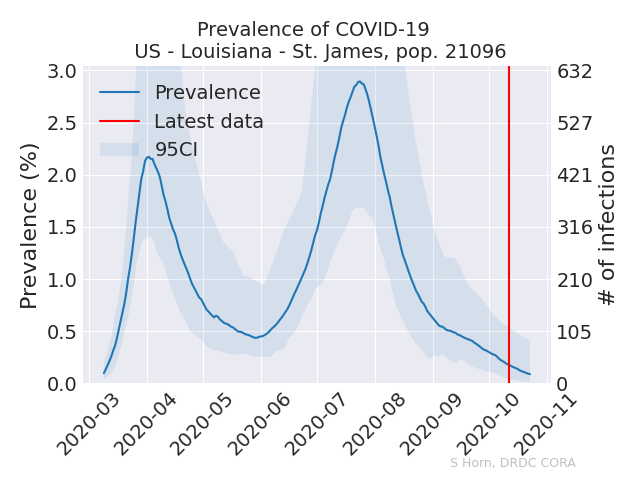 Prevalence of COVID-19
US - Louisiana - St. James, pop. 21096
3.0
2.5
2.0
1.5
1.0
0.5
0.0
Prevalence (%)
Prevalence
Latest data
95CI
632
527
421
316
210
105
0
# of infections
2020-03
2020-04
2020-05
2020-06
2020-07
2020-08
2020-09
2020-10
2020-11
S Horn, DRDC CORA